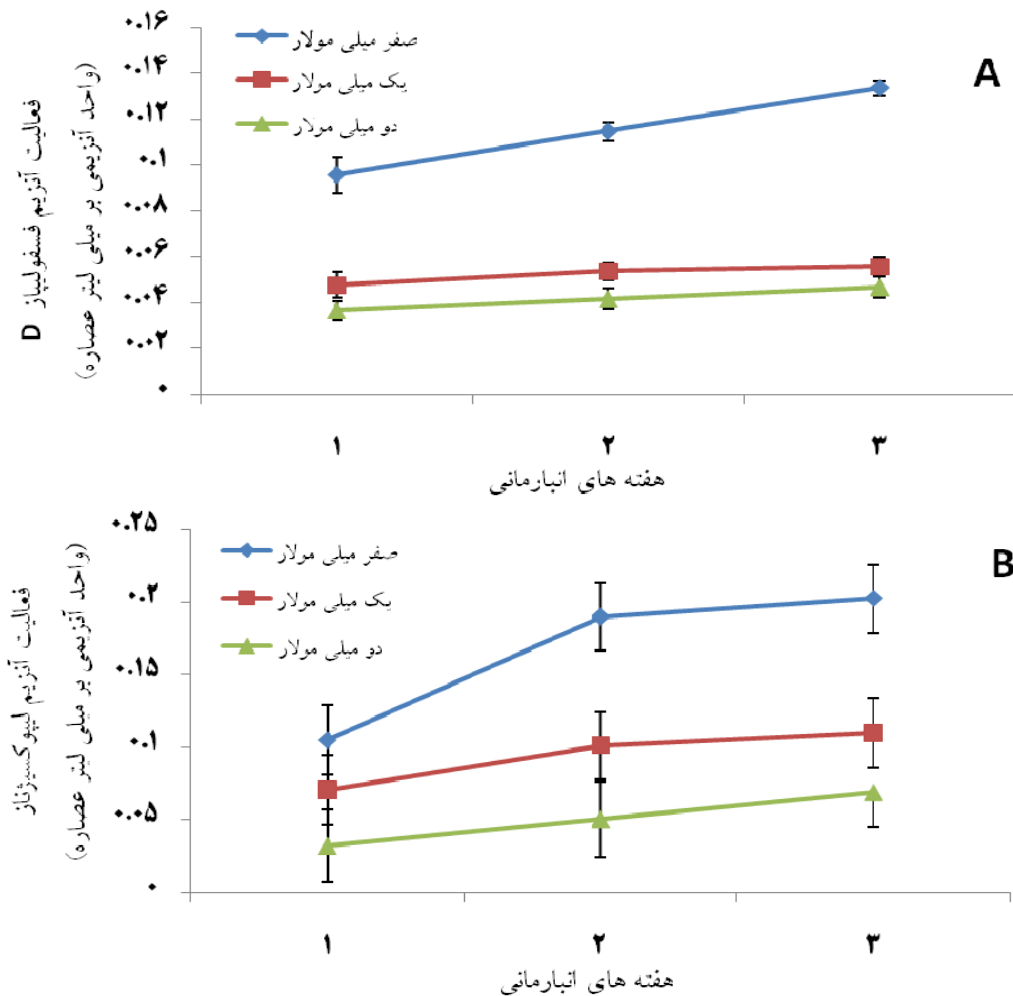 A
صفر میلی مولار
یک میلی مولار
دو میلی مولار
۰.۱۶
۰.۱۴
۰.۱۲
۰.۱
۰.۰۸
۰.۰۶
۰.۰۴
۰.۰۲
۰
فعالیت آنزیم فسفولیپاز D
(واحد آنزیمی بر میلی لیتر عصاره)
۱ ۲ ۳
هفته های انبارمانی
B
صفر میلی مولار
یک میلی مولار
دو میلی مولار
۰.۲۵
۰.۲
۰.۱۵
۰.۱
۰.۰۵
۰
فعالیت آنزیم لیپوکسیژناز
(واحد آنزیمی بر میلی لیتر عصاره)
۱ ۲ ۳
هفته های انبارمانی